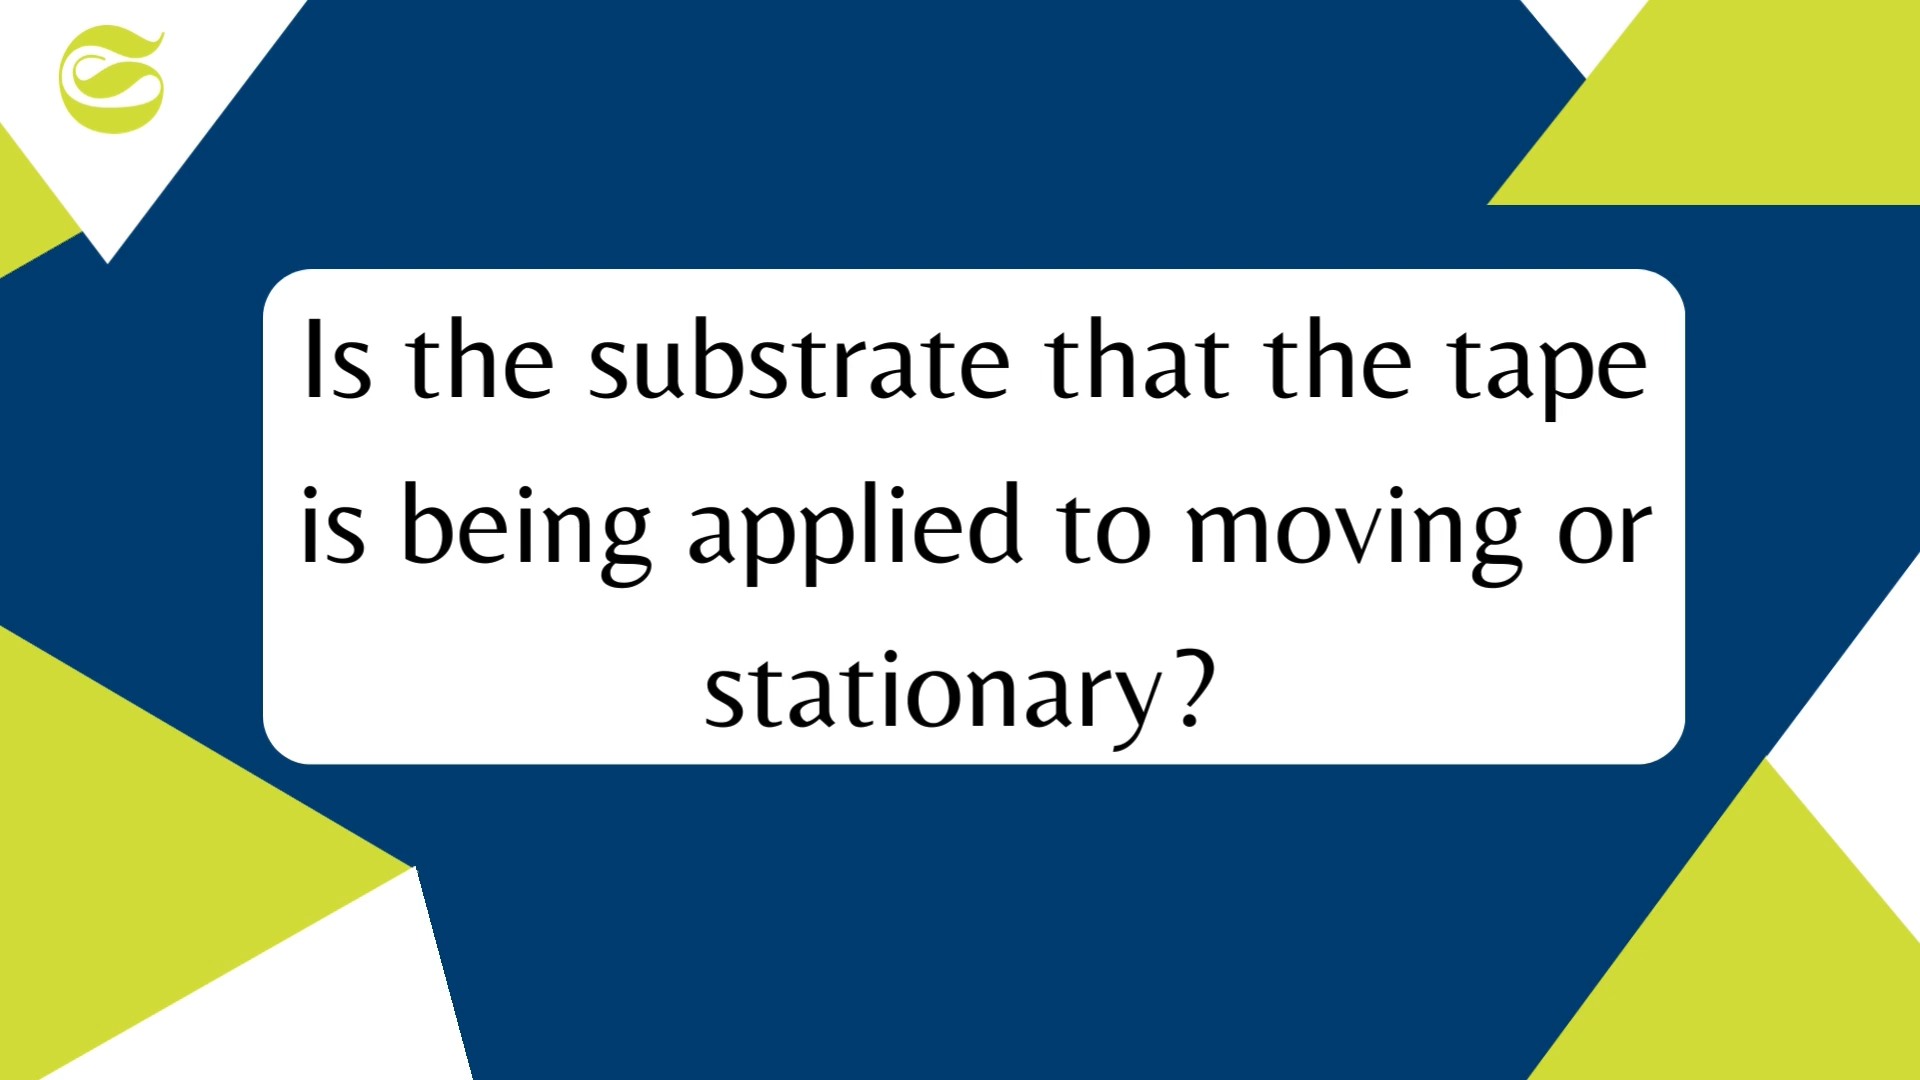 Is the substrate that the tape
is being applied to moving or
stationary?